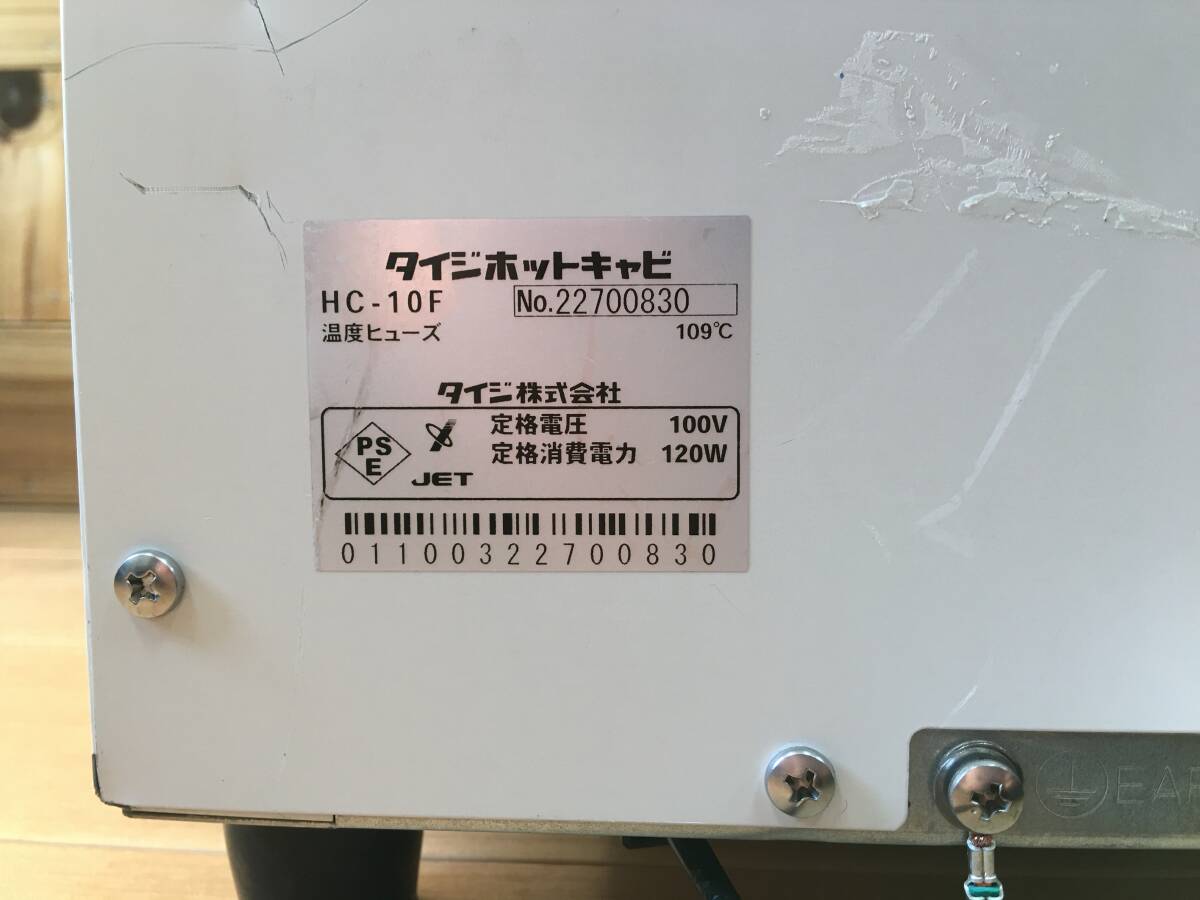 タイジホットキャビ
HC-10F No.22700830
温度ヒューズ 109℃
タイジ株式会社
PS
E
JET
定格電圧 100V
定格消費電力 120W
01100322700830